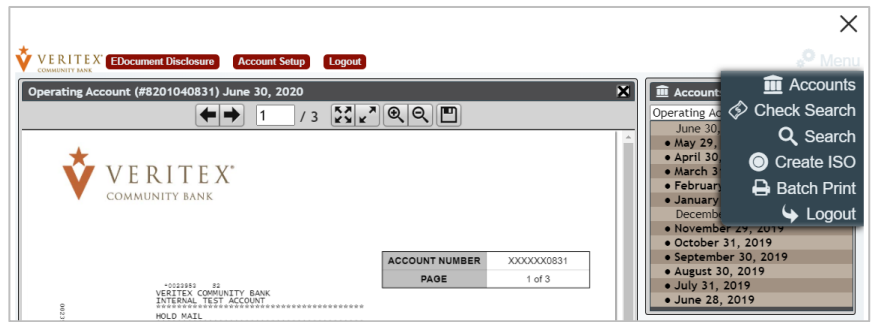 VERITEX
COMMUNITY BANK
EDocument Disclosure
Account Setup
Logout
Menu
Operating Account (#8201040831) June 30, 2020
1 / 3
VERITEX
COMMUNITY BANK
ACCOUNT NUMBER XXXXXX0831
PAGE 1 of 3
VERITEX COMMUNITY BANK
INTERNAL TEST ACCOUNT
****************************************
HOLD MAIL
Account
Operating Ac
June 30,
• May 29,
• April 30,
• March 3
• February
• January
Decemb
• November 29, 2019
• October 31, 2019
• September 30, 2019
• August 30, 2019
• July 31, 2019
• June 28, 2019
Accounts
Check Search
Search
Create ISO
Batch Print
Logout